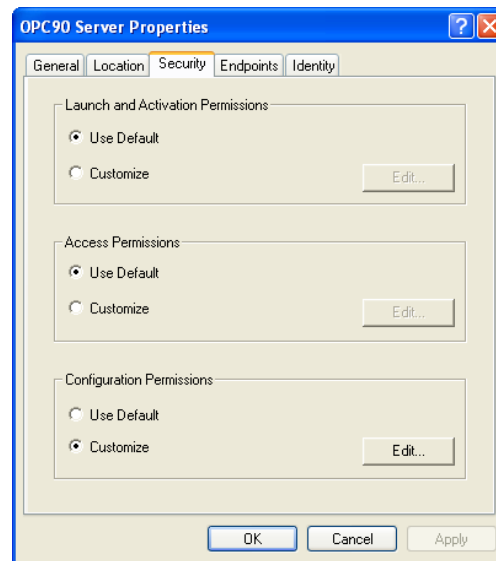 OPC90 Server Properties
General Location Security Endpoints Identity
Launch and Activation Permissions
Use Default
Customize
Edit...
Access Permissions
Use Default
Customize
Edit...
Configuration Permissions
Use Default
Customize
Edit...
OK Cancel Apply